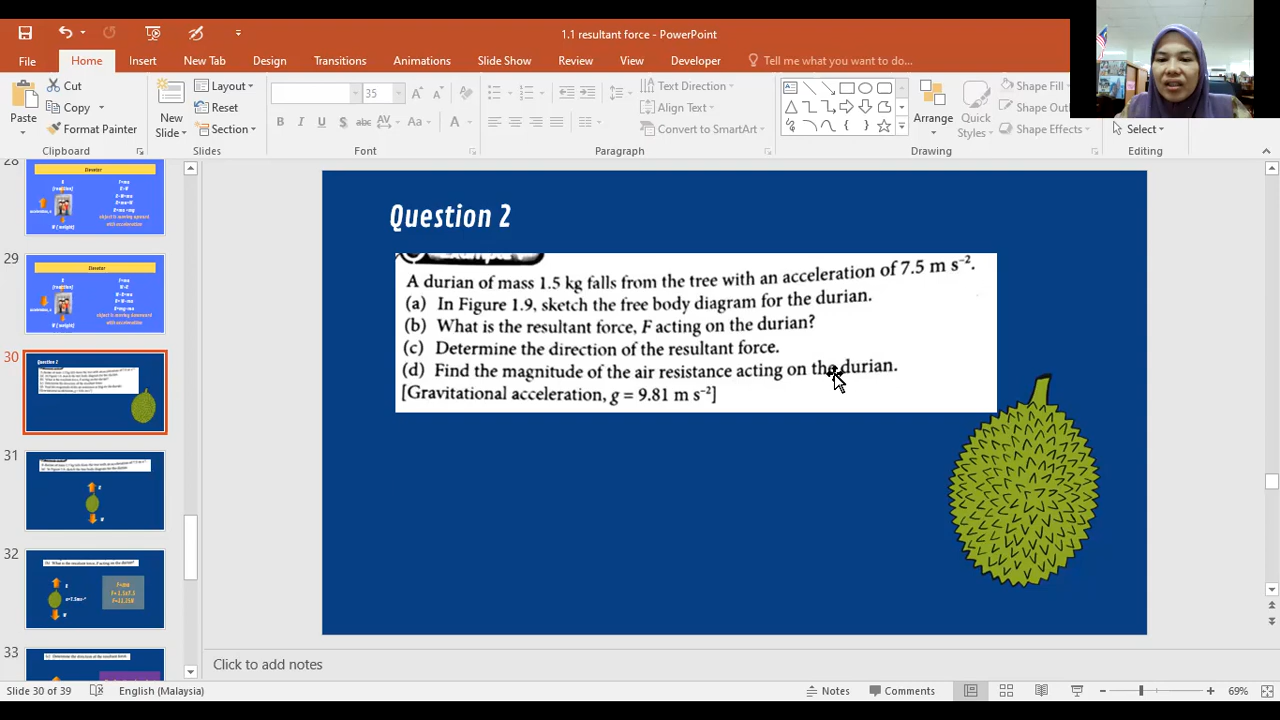 1.1 resultant force - PowerPoint
File Home Insert New Tab Design Transitions Animations Slide Show Review View Developer Tell me what you want to do...
Paste
Cut
Copy
Format Painter
Clipboard
New Slide
Layout
Reset
Section
Slides
35
B I U S abc AV Aa A
Font
Text Direction
Align Text
Convert to SmartArt
Paragraph
Arrange
Quick Styles
Shape Fill
Shape Outline
Shape Effects
Drawing
Select
Editing
28
29
30
31
32
33
Question 2
A durian of mass 1.5 kg falls from the tree with an acceleration of 7.5 m s⁻².
(a) In Figure 1.9, sketch the free body diagram for the durian.
(b) What is the resultant force, F acting on the durian?
(c) Determine the direction of the resultant force.
(d) Find the magnitude of the air resistance acting on the durian.
[Gravitational acceleration, g = 9.81 m s⁻²]
Click to add notes
Slide 30 of 39
English (Malaysia)
Notes
Comments
69%